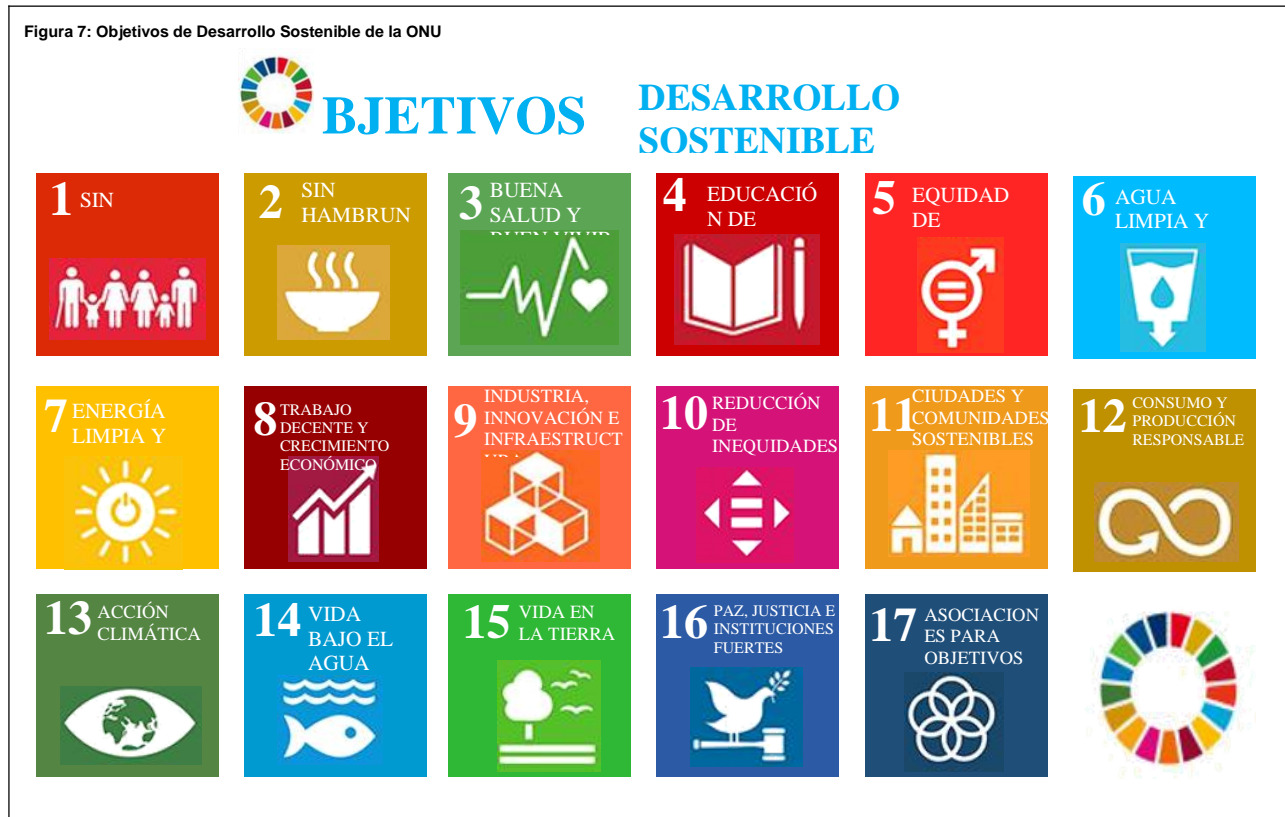 Figura 7: Objetivos de Desarrollo Sostenible de la ONU
BJETIVOS
DESARROLLO
SOSTENIBLE
1 SIN
2 SIN
HAMBRUN
3 BUENA
SALUD Y
BUEN VIVIR
4 EDUCACIÓ
N DE
5 EQUIDAD
DE
6 AGUA
LIMPIA Y
7 ENERGÍA
LIMPIA Y
8 TRABAJO
DECENTE Y
CRECIMIENTO
ECONÓMICO
9 INDUSTRIA,
INNOVACIÓN E
INFRAESTRUCT
URA
10 REDUCCIÓN
DE
INEQUIDADES
11 CIUDADES Y
COMUNIDADES
SOSTENIBLES
12 CONSUMO Y
PRODUCCIÓN
RESPONSABLE
13 ACCIÓN
CLIMÁTICA
14 VIDA
BAJO EL
AGUA
15 VIDA EN
LA TIERRA
16 PAZ, JUSTICIA E
INSTITUCIONES
FUERTES
17 ASOCIACION
ES PARA
OBJETIVOS